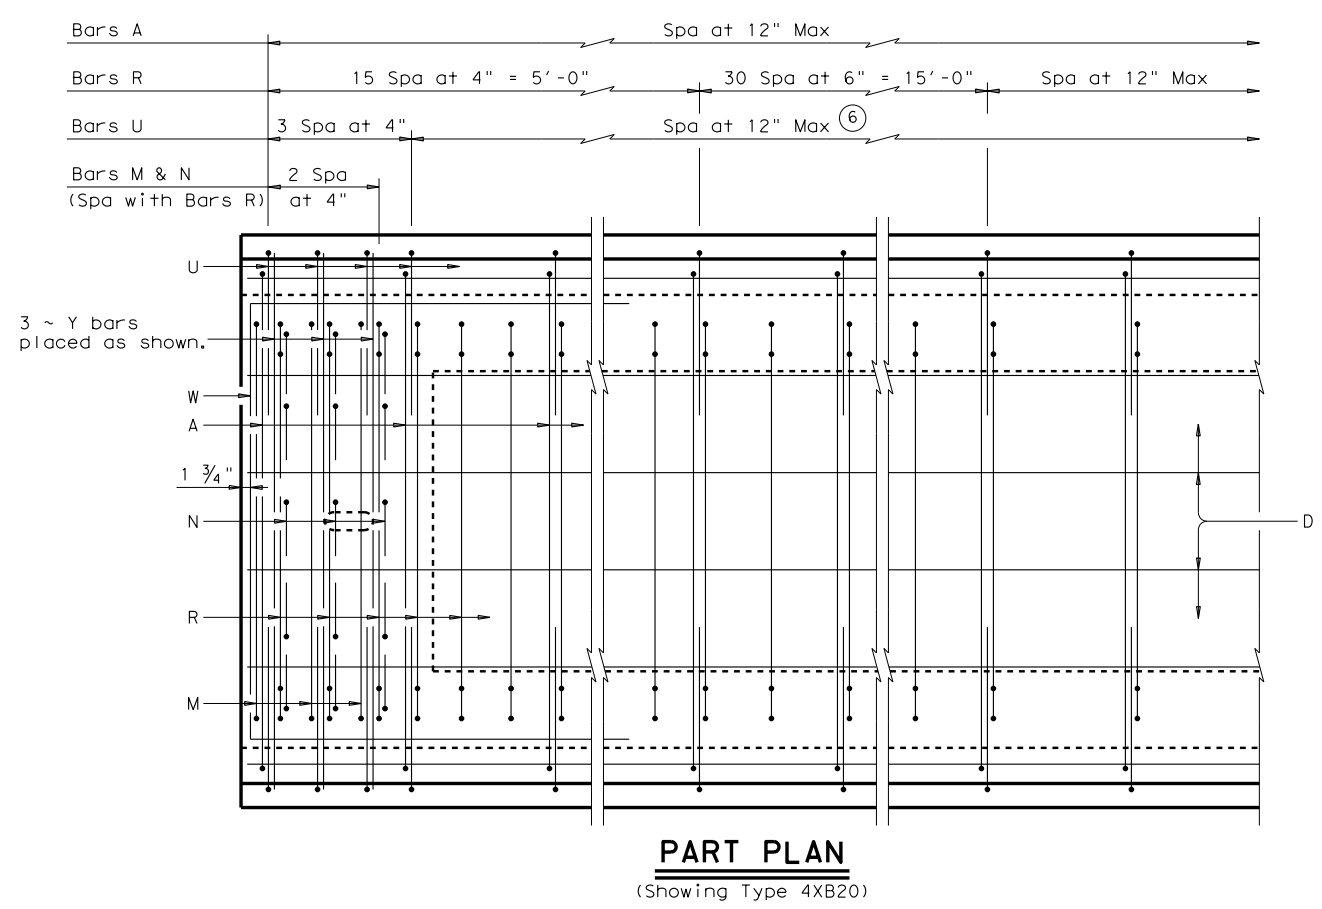 Bars A Spa at 12" Max
Bars R 15 Spa at 4" = 5'-0" 30 Spa at 6" = 15'-0" Spa at 12" Max
Bars U 3 Spa at 4" Spa at 12" Max 6
Bars M & N 2 Spa
(Spa with Bars R) at 4"
U
3 ~ Y bars
placed as shown.
W
A
1 3/4"
N
D
R
M
PART PLAN
(Showing Type 4XB20)